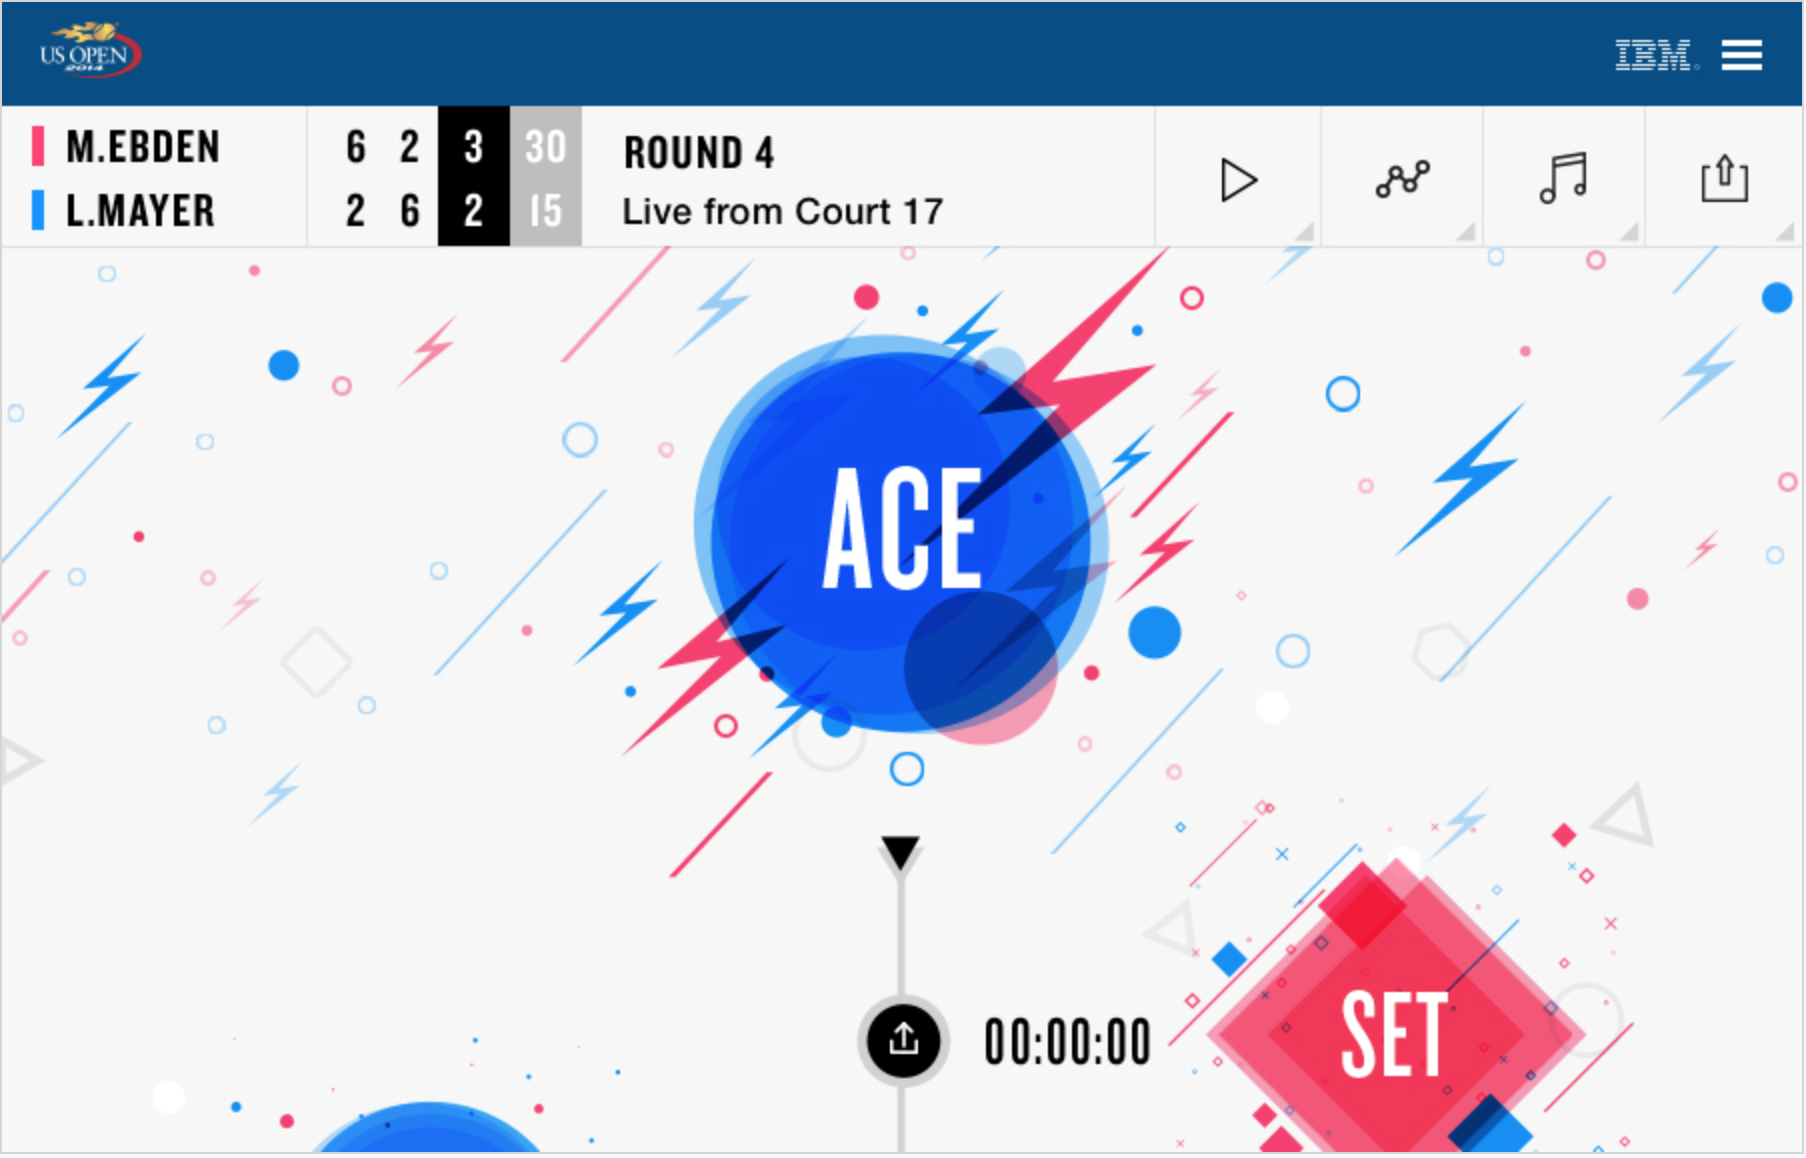 US OPEN
2014
IBM
M.EBDEN 6 2 3 30
L.MAYER 2 6 2 15
ROUND 4
Live from Court 17
ACE
00:00:00
SET